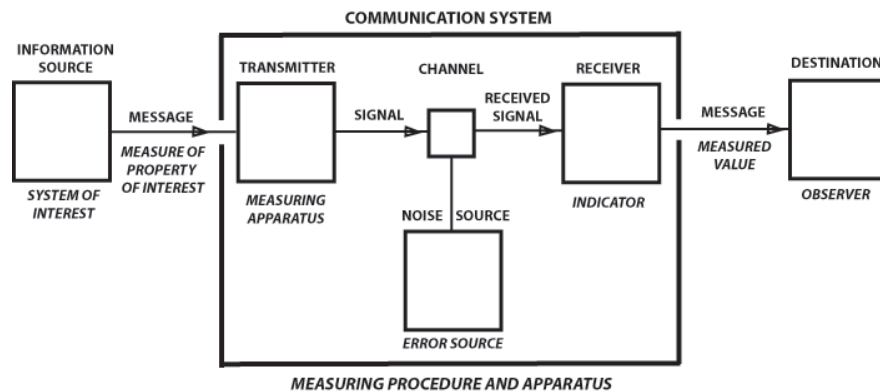 COMMUNICATION SYSTEM
INFORMATION
SOURCE
TRANSMITTER
CHANNEL
RECEIVER
DESTINATION
MESSAGE
SIGNAL
RECEIVED
SIGNAL
MESSAGE
MEASURE OF
PROPERTY
OF INTEREST
MEASURED
VALUE
SYSTEM OF
INTEREST
MEASURING
APPARATUS
NOISE SOURCE
INDICATOR
OBSERVER
ERROR SOURCE
MEASURING PROCEDURE AND APPARATUS